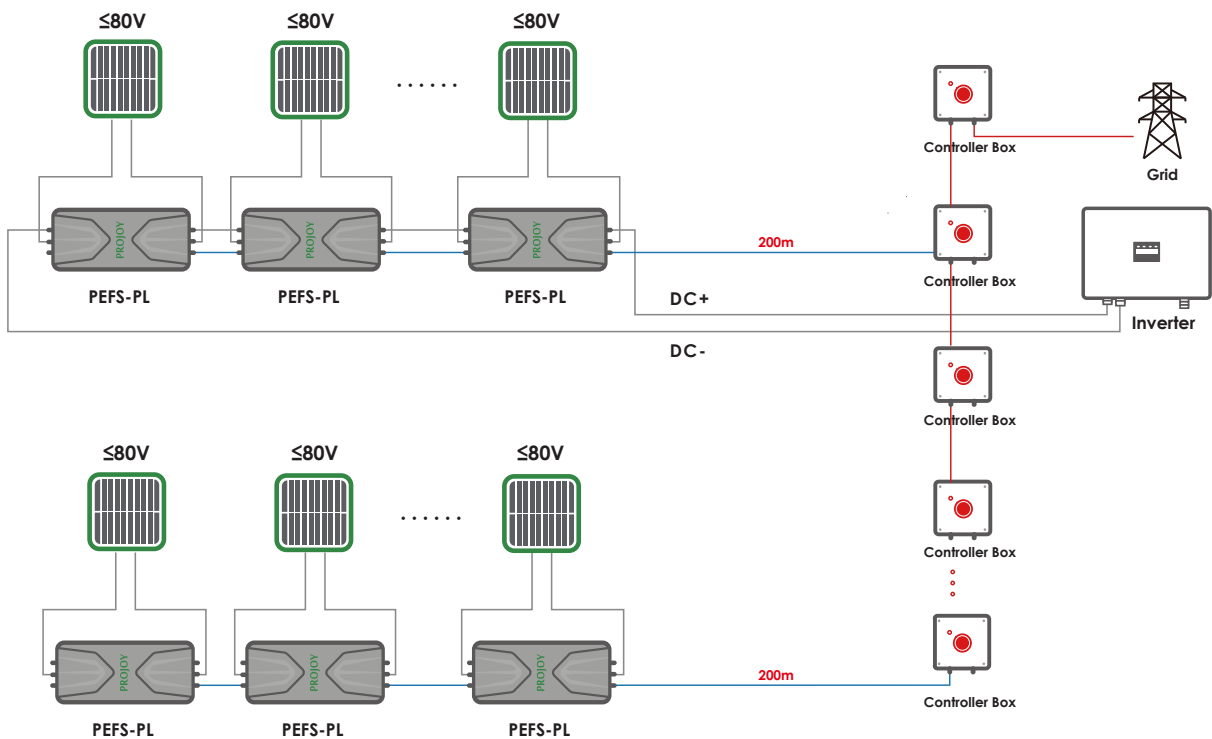 ≤80V
≤80V
≤80V
. . . . . .
Controller Box
Grid
PROJOY
PROJOY
PROJOY
200m
PEFS-PL
PEFS-PL
PEFS-PL
Controller Box
DC+
Inverter
DC-
Controller Box
≤80V
≤80V
≤80V
. . . . . .
Controller Box
PROJOY
PROJOY
PROJOY
200m
Controller Box
PEFS-PL
PEFS-PL
PEFS-PL